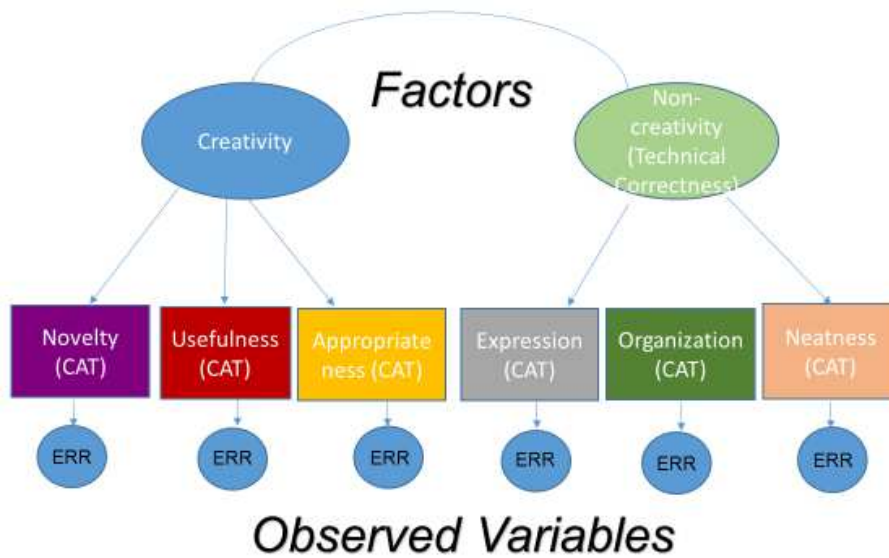 Factors
Creativity
Non-
creativity
(Technical
Correctness)
Novelty
(CAT)
Usefulness
(CAT)
Appropriate
ness (CAT)
Expression
(CAT)
Organization
(CAT)
Neatness
(CAT)
ERR
ERR
ERR
ERR
ERR
ERR
Observed Variables